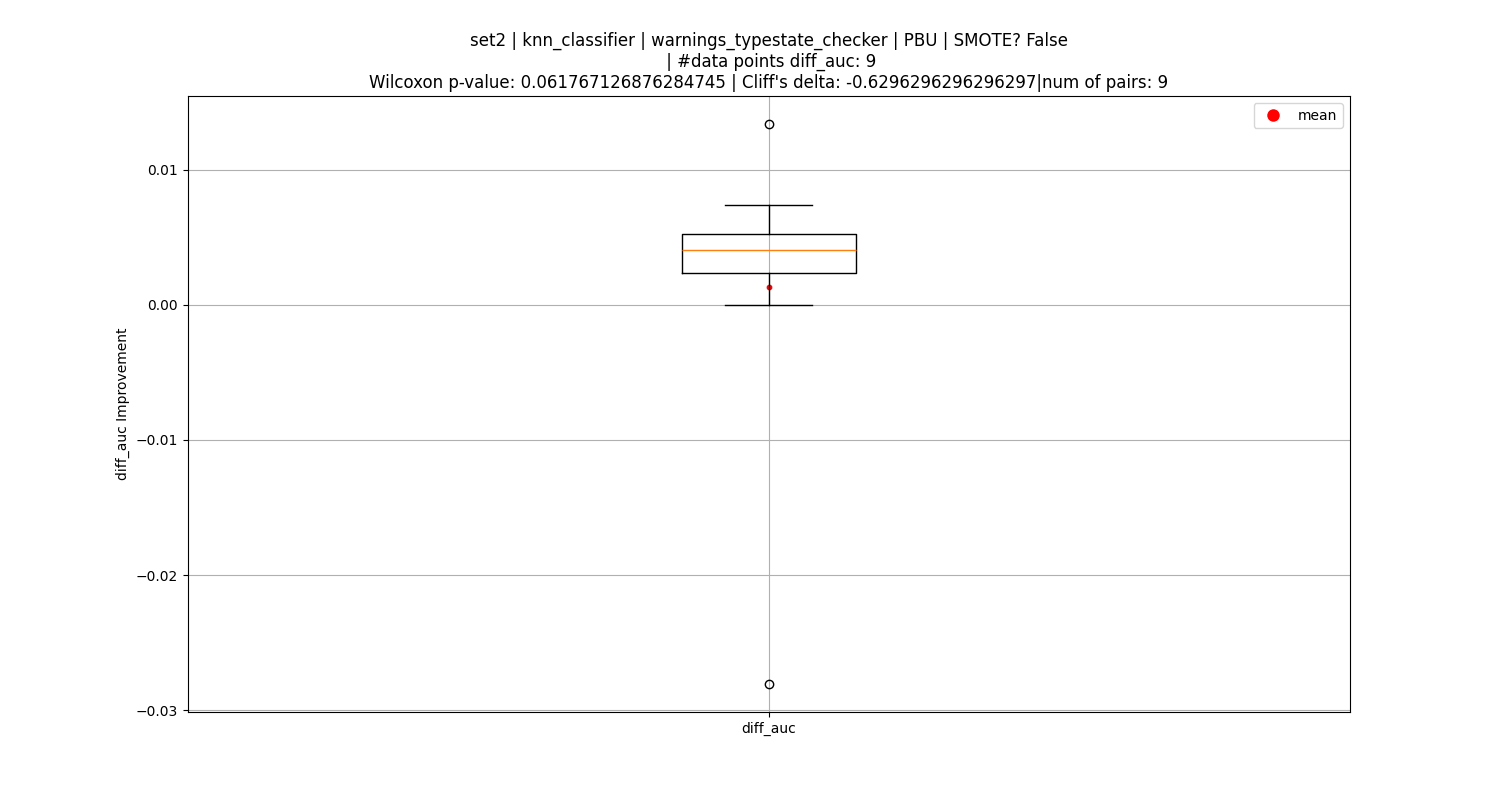 set2 | knn_classifier | warnings_typestate_checker | PBU | SMOTE? False
| #data points diff_auc: 9
Wilcoxon p-value: 0.061767126876284745 | Cliff's delta: -0.6296296296296297|num of pairs: 9
mean
0.01
0.00
−0.01
−0.02
−0.03
diff_auc Improvement
diff_auc